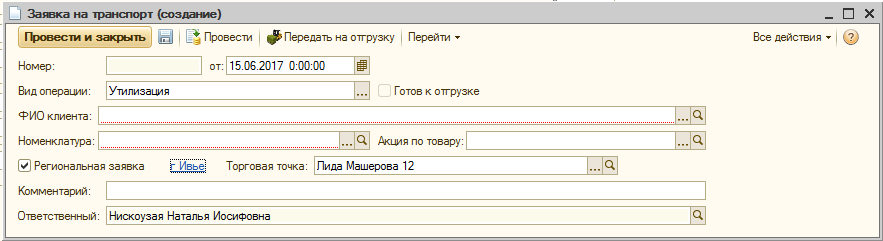 Заявка на транспорт (создание)
Провести и закрыть Провести Передать на отгрузку Перейти Все действия ?
Номер: от: 15.06.2017 0:00:00
Вид операции: Утилизация ... Готов к отгрузке
ФИО клиента: ...
Номенклатура: ... Акция по товару: ...
Региональная заявка г Ивье Торговая точка: Лида Машерова 12 ...
Комментарий:
Ответственный: Нискоузая Наталья Иосифовна